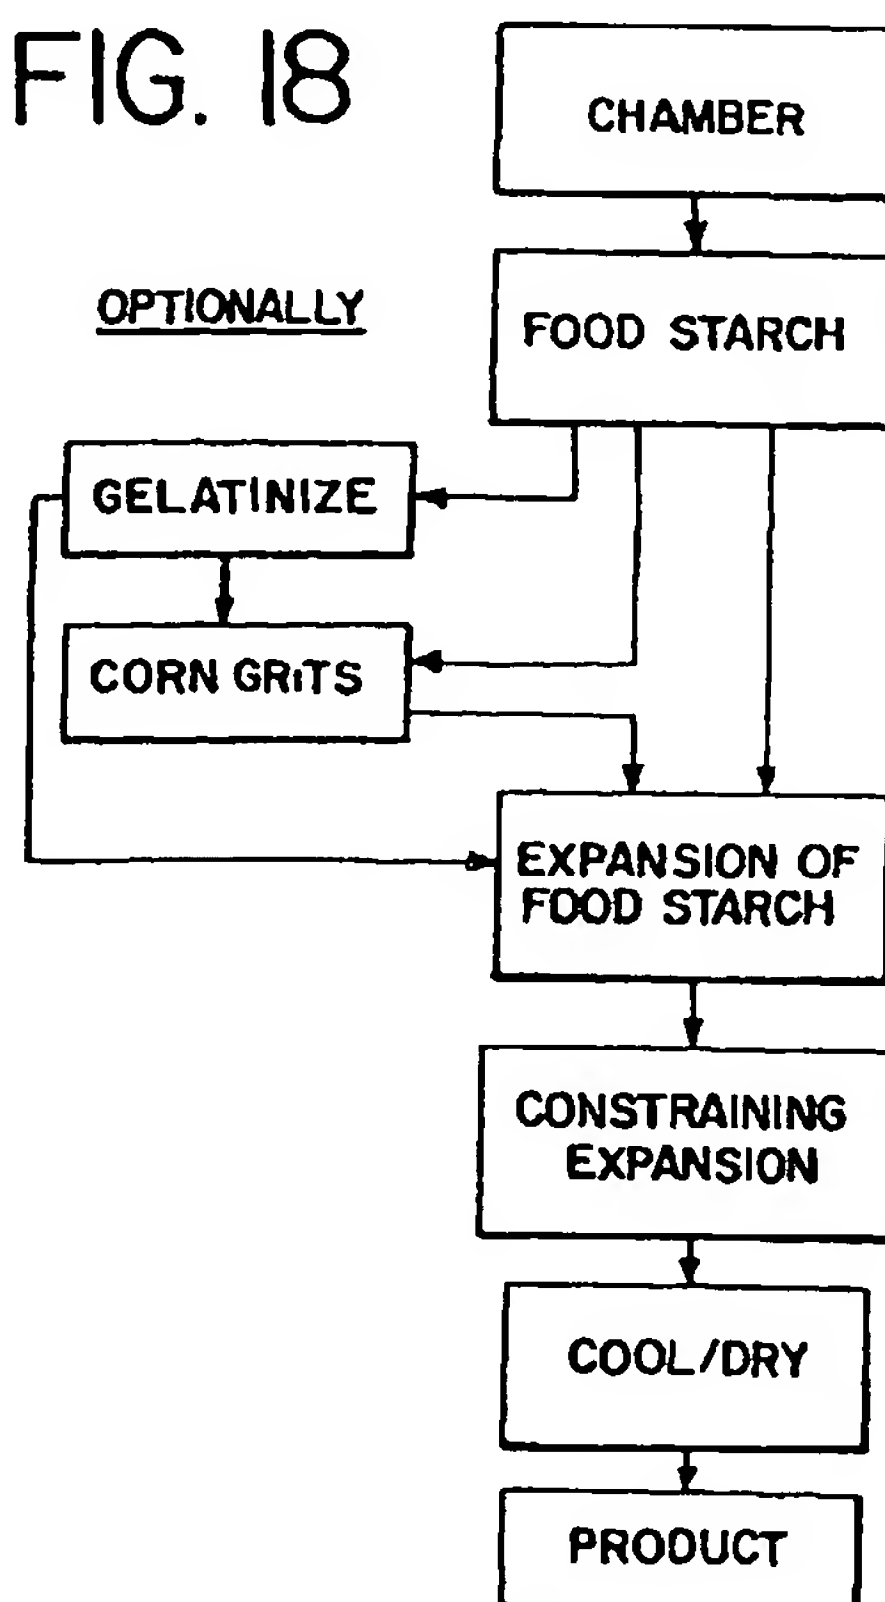 FIG. 18
CHAMBER
OPTIONALLY
FOOD STARCH
GELATINIZE
CORN GRITS
EXPANSION OF
FOOD STARCH
CONSTRAINING
EXPANSION
COOL/DRY
PRODUCT